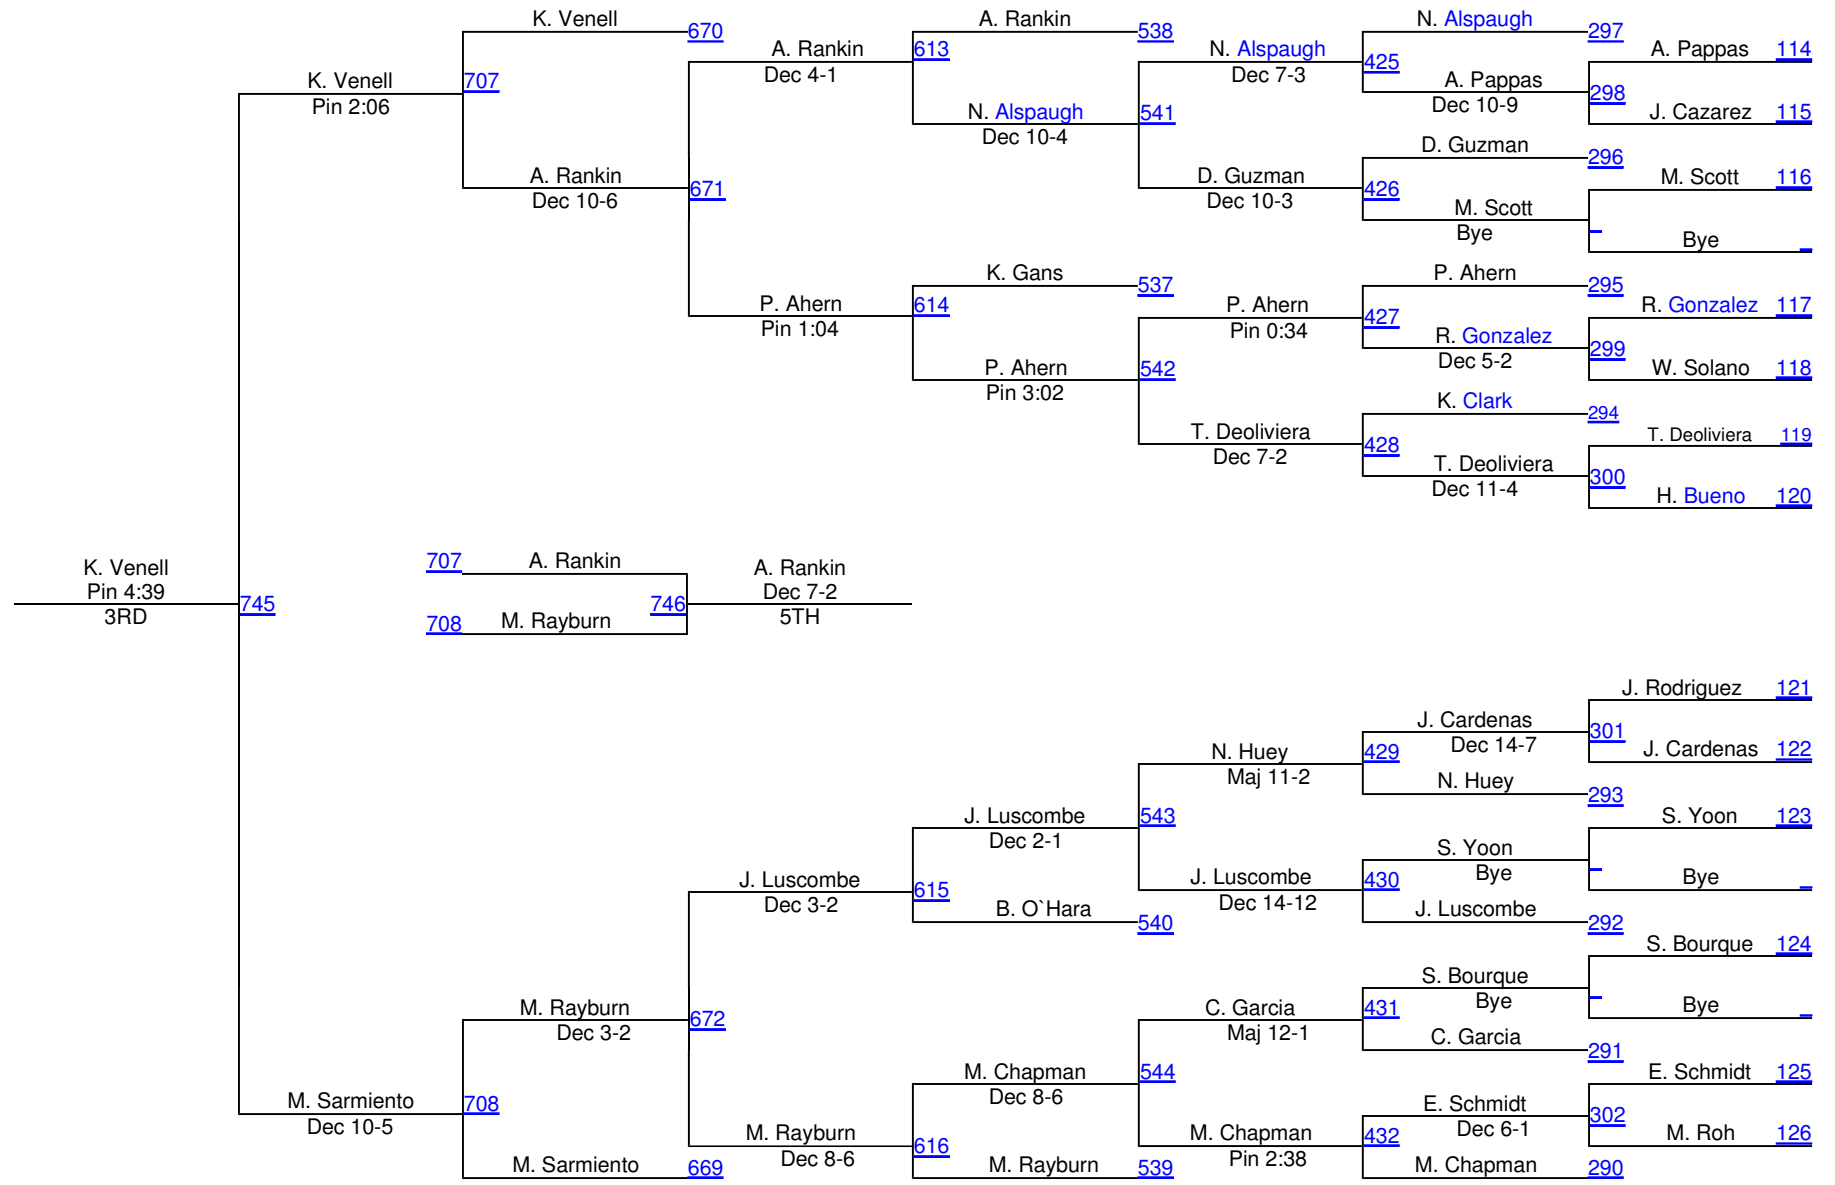 K. Venell 670
A. Rankin 538
N. Alspaugh 297
A. Rankin 613
Dec 4-1
N. Alspaugh
Dec 7-3
425
A. Pappas 114
K. Venell 707
Pin 2:06
A. Pappas 298
Dec 10-9
N. Alspaugh 541
Dec 10-4
J. Cazarez 115
D. Guzman 296
A. Rankin 671
Dec 10-6
D. Guzman 426
Dec 10-3
M. Scott 116
M. Scott
Bye
Bye
K. Gans 537
P. Ahern 295
P. Ahern 614
Pin 1:04
P. Ahern 427
Pin 0:34
R. Gonzalez 117
R. Gonzalez 299
Dec 5-2
P. Ahern 542
Pin 3:02
W. Solano 118
K. Clark 294
T. Deoliviera 428
Dec 7-2
T. Deoliviera 119
T. Deoliviera 300
Dec 11-4
H. Bueno 120
K. Venell
Pin 4:39
3RD
745
707 A. Rankin
708 M. Rayburn
746
A. Rankin
Dec 7-2
5TH
J. Rodriguez 121
J. Cardenas 301
Dec 14-7
N. Huey 429
Maj 11-2
J. Cardenas 122
N. Huey 293
J. Luscombe 543
Dec 2-1
S. Yoon 123
S. Yoon
Bye
J. Luscombe 615
Dec 3-2
J. Luscombe 430
Dec 14-12
Bye
B. O`Hara 540
J. Luscombe 292
S. Bourque 124
S. Bourque
Bye
M. Rayburn 672
Dec 3-2
C. Garcia 431
Maj 12-1
Bye
C. Garcia 291
M. Chapman 544
Dec 8-6
E. Schmidt 125
M. Sarmiento 708
Dec 10-5
E. Schmidt 302
Dec 6-1
M. Rayburn 616
Dec 8-6
M. Chapman 432
Pin 2:38
M. Roh 126
M. Sarmiento 669
M. Rayburn 539
M. Chapman 290